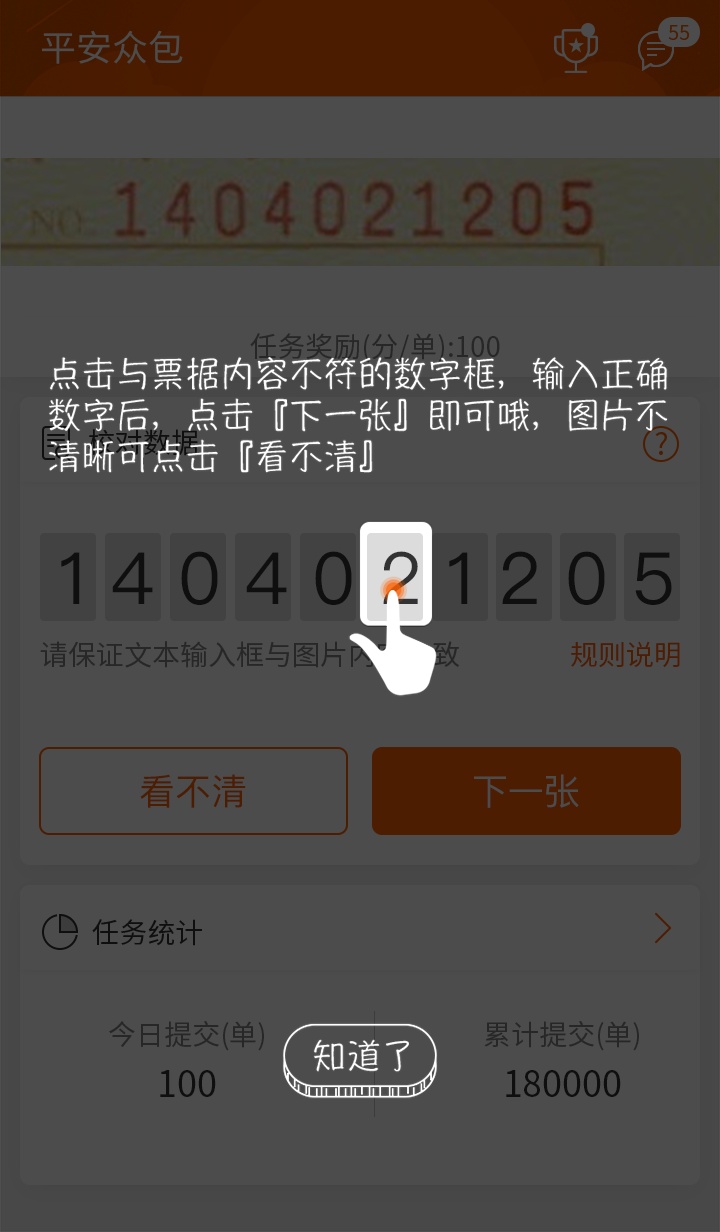 平安众包
55
NO. 1404021205
任务奖励(分/单):100
点击与票据内容不符的数字框，输入正确
数字后，点击『下一张』即可哦，图片不
清晰可点击『看不清』
校对数据
?
1 4 0 4 0 2 1 2 0 5
请保证文本输入框与图片内 致
规则说明
看不清
下一张
任务统计
今日提交(单)
累计提交(单)
100
180000
知道了